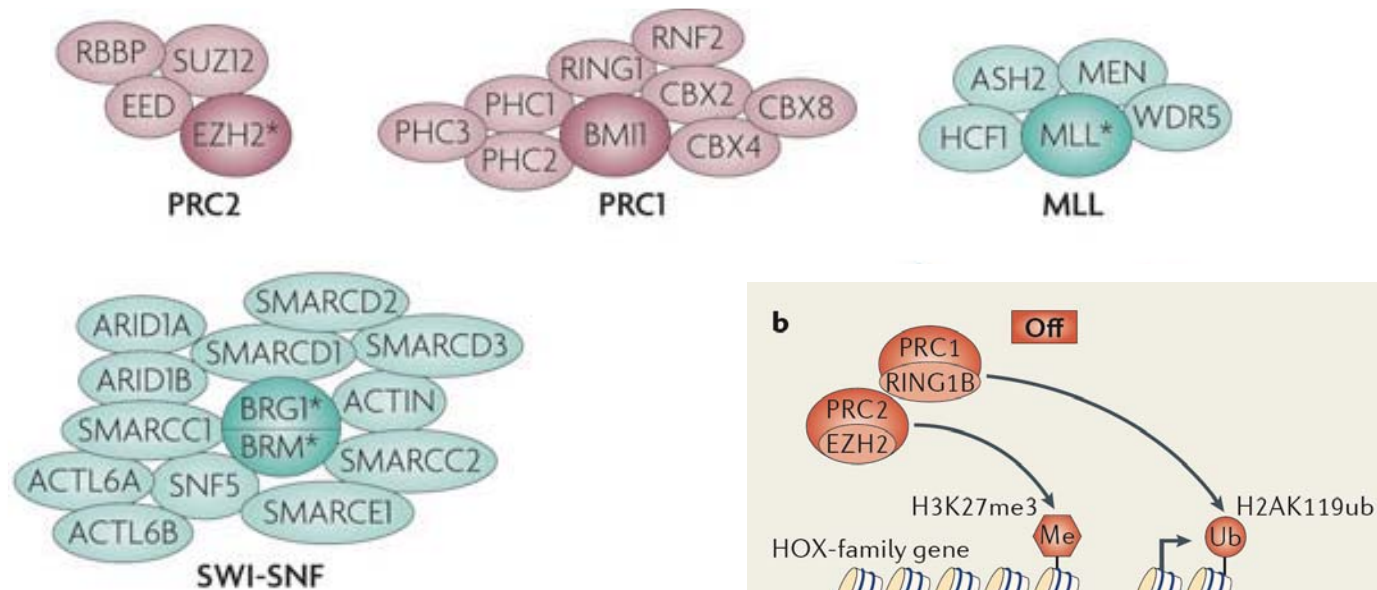 RBBP
SUZ12
EED
EZH2*
PRC2
RNF2
RING1
PHC1
CBX2
CBX8
PHC3
BMI1
PHC2
CBX4
PRC1
ASH2
MEN
HCF1
MLL*
WDR5
MLL
SMARCD2
ARID1A
SMARCD1
SMARCD3
ARID1B
BRG1*
ACTIN
SMARCC1
BRM*
SMARCC2
ACTL6A
SNF5
SMARCE1
ACTL6B
SWI-SNF
b
Off
PRC1
RING1B
PRC2
EZH2
H3K27me3
H2AK119ub
Me
Ub
HOX-family gene